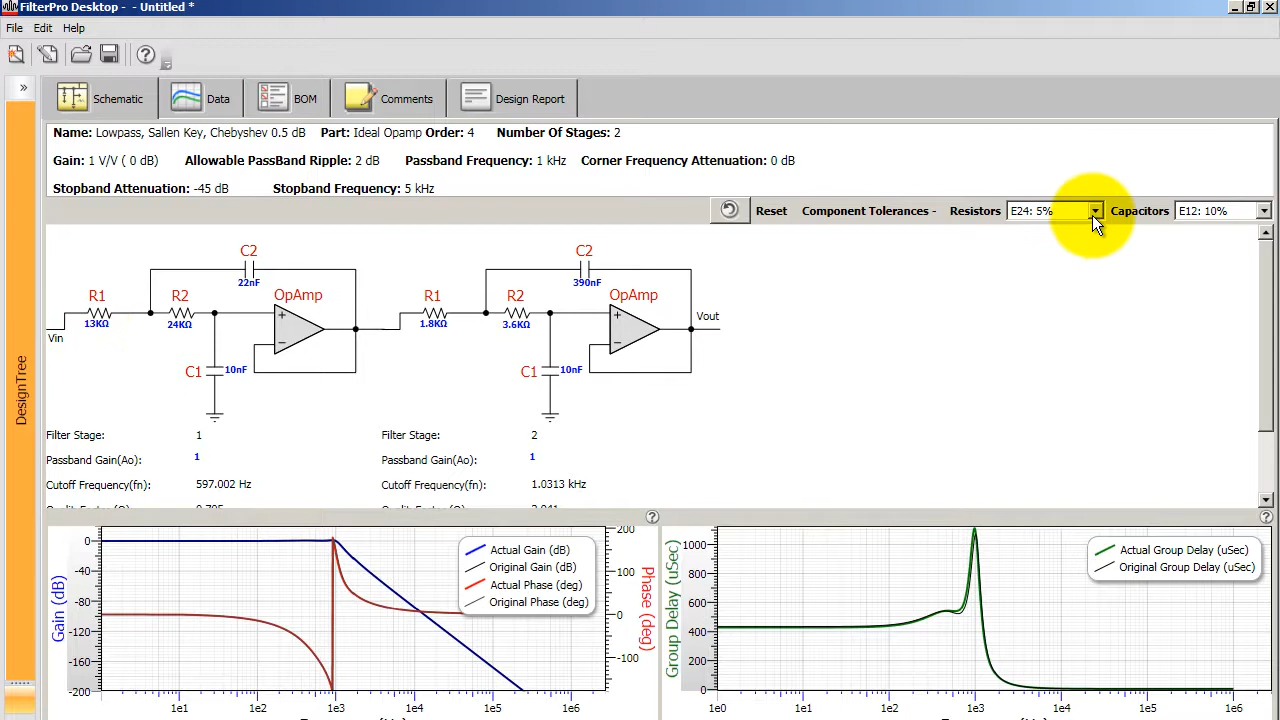 FilterPro Desktop - - Untitled *
File Edit Help
»
Schematic Data BOM Comments Design Report
Name: Lowpass, Sallen Key, Chebyshev 0.5 dB Part: Ideal Opamp Order: 4 Number Of Stages: 2
Gain: 1 V/V ( 0 dB) Allowable PassBand Ripple: 2 dB Passband Frequency: 1 kHz Corner Frequency Attenuation: 0 dB
Stopband Attenuation: -45 dB Stopband Frequency: 5 kHz
Reset Component Tolerances - Resistors E24: 5% Capacitors E12: 10%
DesignTree
C2 C2
22nF 390nF
R1 R2 OpAmp R1 R2 OpAmp
13KΩ 24KΩ 1.8KΩ 3.6KΩ
Vin Vout
C1 10nF C1 10nF
Filter Stage: 1 Filter Stage: 2
Passband Gain(Ao): 1 Passband Gain(Ao): 1
Cutoff Frequency(fn): 597.002 Hz Cutoff Frequency(fn): 1.0313 kHz
Gain (dB)
0
-40
-80
-120
-160
-200
1e1 1e2 1e3 1e4 1e5 1e6
Actual Gain (dB)
Original Gain (dB)
Actual Phase (deg)
Original Phase (deg)
200
100
0
-100
Phase (deg)
Group Delay (uSec)
1000
800
600
400
200
0
1e0 1e1 1e2 1e3 1e4 1e5 1e6
Actual Group Delay (uSec)
Original Group Delay (uSec)